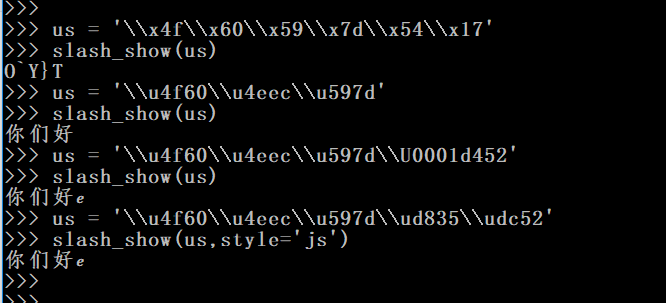 >>>
>>> us = '\\x4f\\x60\\x59\\x7d\\x54\\x17'
>>> slash_show(us)
O`Y}T
>>> us = '\\u4f60\\u4eec\\u597d'
>>> slash_show(us)
你们好
>>> us = '\\u4f60\\u4eec\\u597d\\U0001d452'
>>> slash_show(us)
你们好𝑒
>>> us = '\\u4f60\\u4eec\\u597d\\ud835\\udc52'
>>> slash_show(us,style='js')
你们好𝑒
>>>
>>>